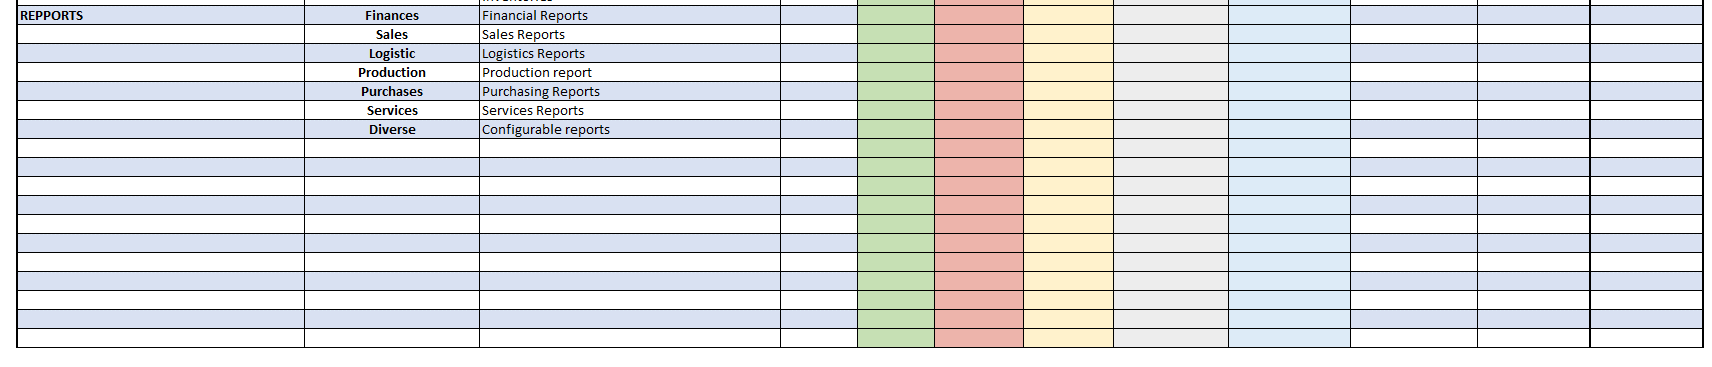 REPPORTS Finances Financial Reports
Sales Sales Reports
Logistic Logistics Reports
Production Production report
Purchases Purchasing Reports
Services Services Reports
Diverse Configurable reports